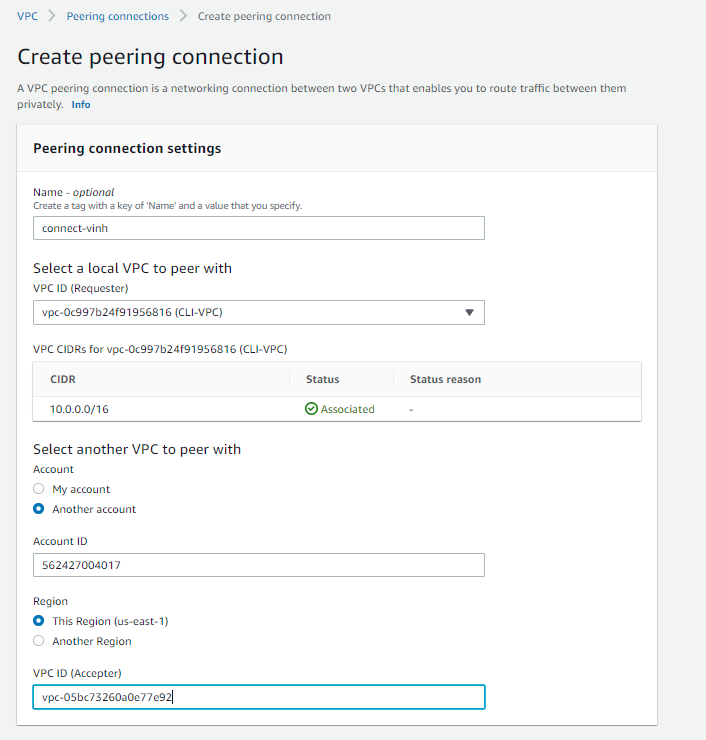 VPC > Peering connections > Create peering connection
Create peering connection
A VPC peering connection is a networking connection between two VPCs that enables you to route traffic between them
privately. Info
Peering connection settings
Name - optional
Create a tag with a key of 'Name' and a value that you specify.
connect-vinh
Select a local VPC to peer with
VPC ID (Requester)
vpc-0c997b24f91956816 (CLI-VPC)
VPC CIDRs for vpc-0c997b24f91956816 (CLI-VPC)
CIDR Status Status reason
10.0.0.0/16 Associated -
Select another VPC to peer with
Account
My account
Another account
Account ID
562427004017
Region
This Region (us-east-1)
Another Region
VPC ID (Accepter)
vpc-05bc73260a0e77e92